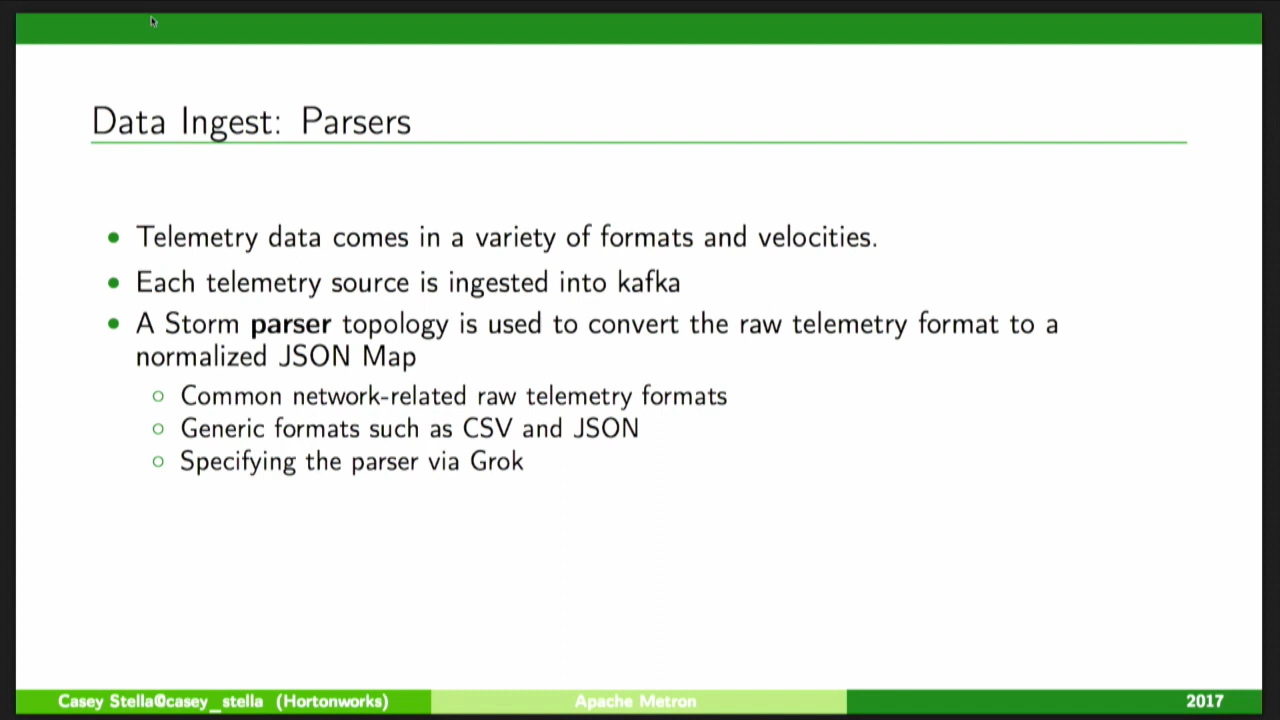 Data Ingest: Parsers
Telemetry data comes in a variety of formats and velocities.
Each telemetry source is ingested into kafka
A Storm parser topology is used to convert the raw telemetry format to a
normalized JSON Map
Common network-related raw telemetry formats
Generic formats such as CSV and JSON
Specifying the parser via Grok
Casey Stella@casey_stella (Hortonworks)
Apache Metron
2017